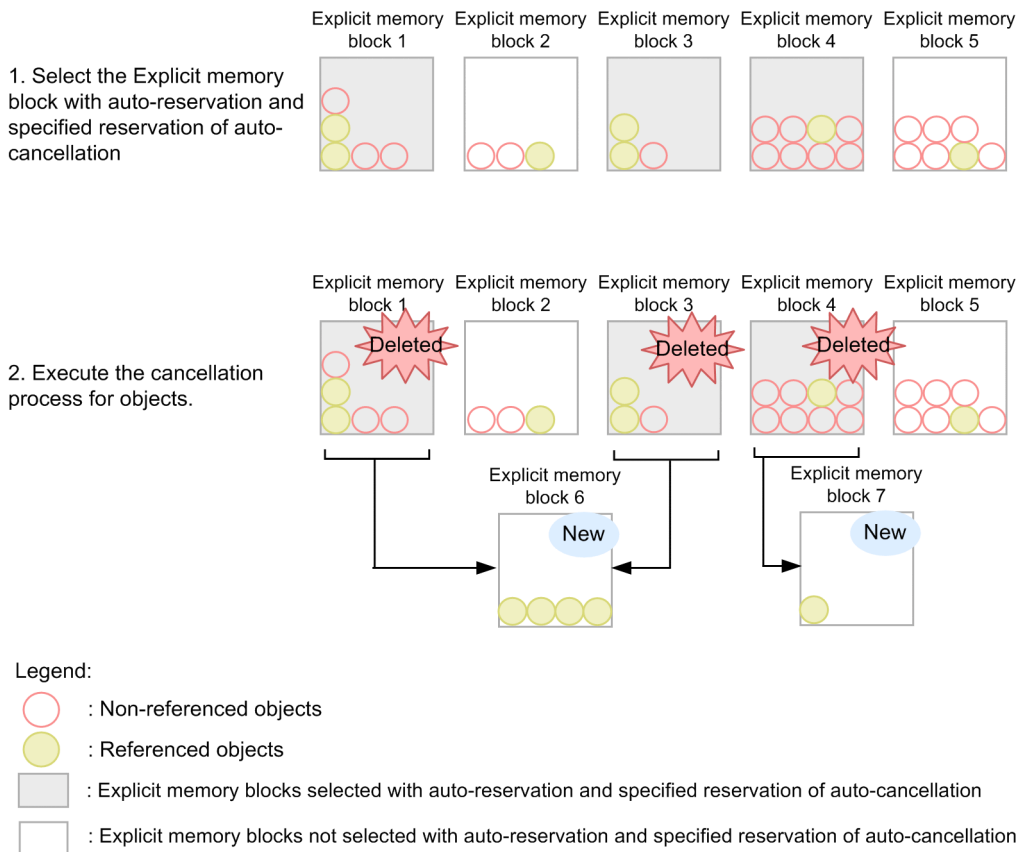 Explicit memory
block 1
Explicit memory
block 2
Explicit memory
block 3
Explicit memory
block 4
Explicit memory
block 5
1. Select the Explicit memory
block with auto-reservation and
specified reservation of auto-
cancellation
Explicit memory
block 1
Explicit memory
block 2
Explicit memory
block 3
Explicit memory
block 4
Explicit memory
block 5
Deleted
Deleted
Deleted
2. Execute the cancellation
process for objects.
Explicit memory
block 6
New
Explicit memory
block 7
New
Legend:
: Non-referenced objects
: Referenced objects
: Explicit memory blocks selected with auto-reservation and specified reservation of auto-cancellation
: Explicit memory blocks not selected with auto-reservation and specified reservation of auto-cancellation